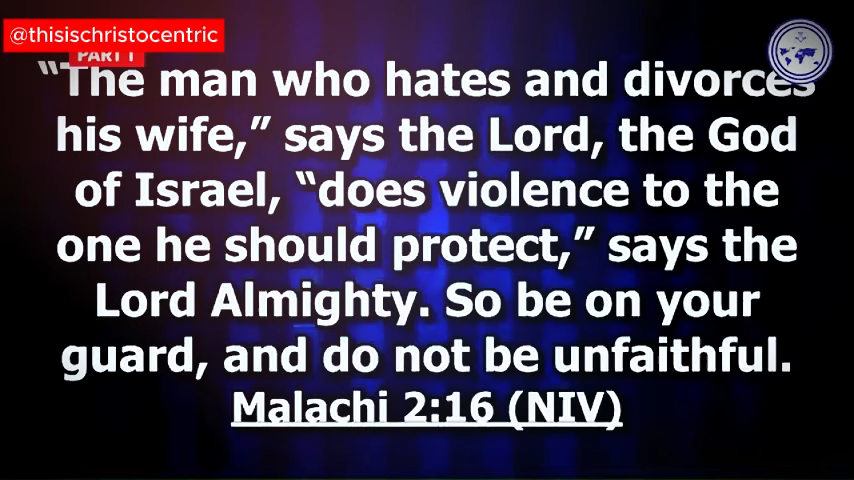 @thisischristocentric
PART 1
“The man who hates and divorces
his wife,” says the Lord, the God
of Israel, “does violence to the
one he should protect,” says the
Lord Almighty. So be on your
guard, and do not be unfaithful.
Malachi 2:16 (NIV)